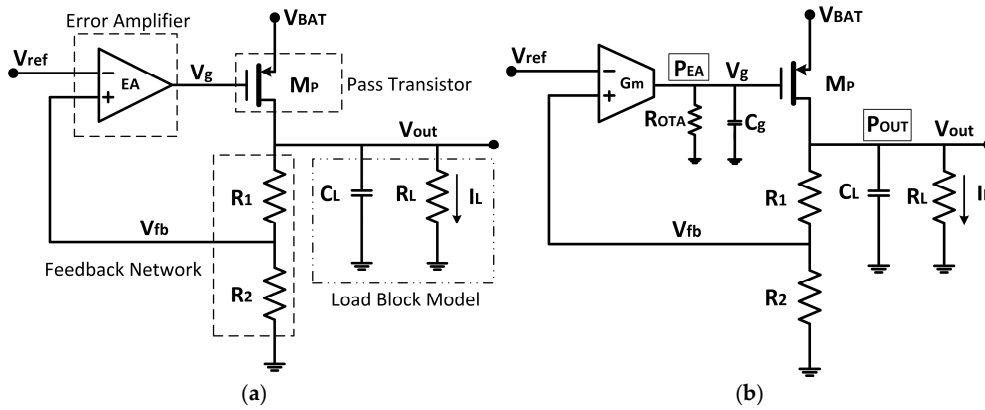 Error Amplifier
VBAT
Vref
EA
Vg
MP
Pass Transistor
Vout
R1
CL
RL
IL
Vfb
Feedback Network
R2
Load Block Model
(a)
VBAT
Vref
Gm
PEA
Vg
MP
ROTA
Cg
POUT
Vout
R1
CL
RL
Vfb
R2
(b)